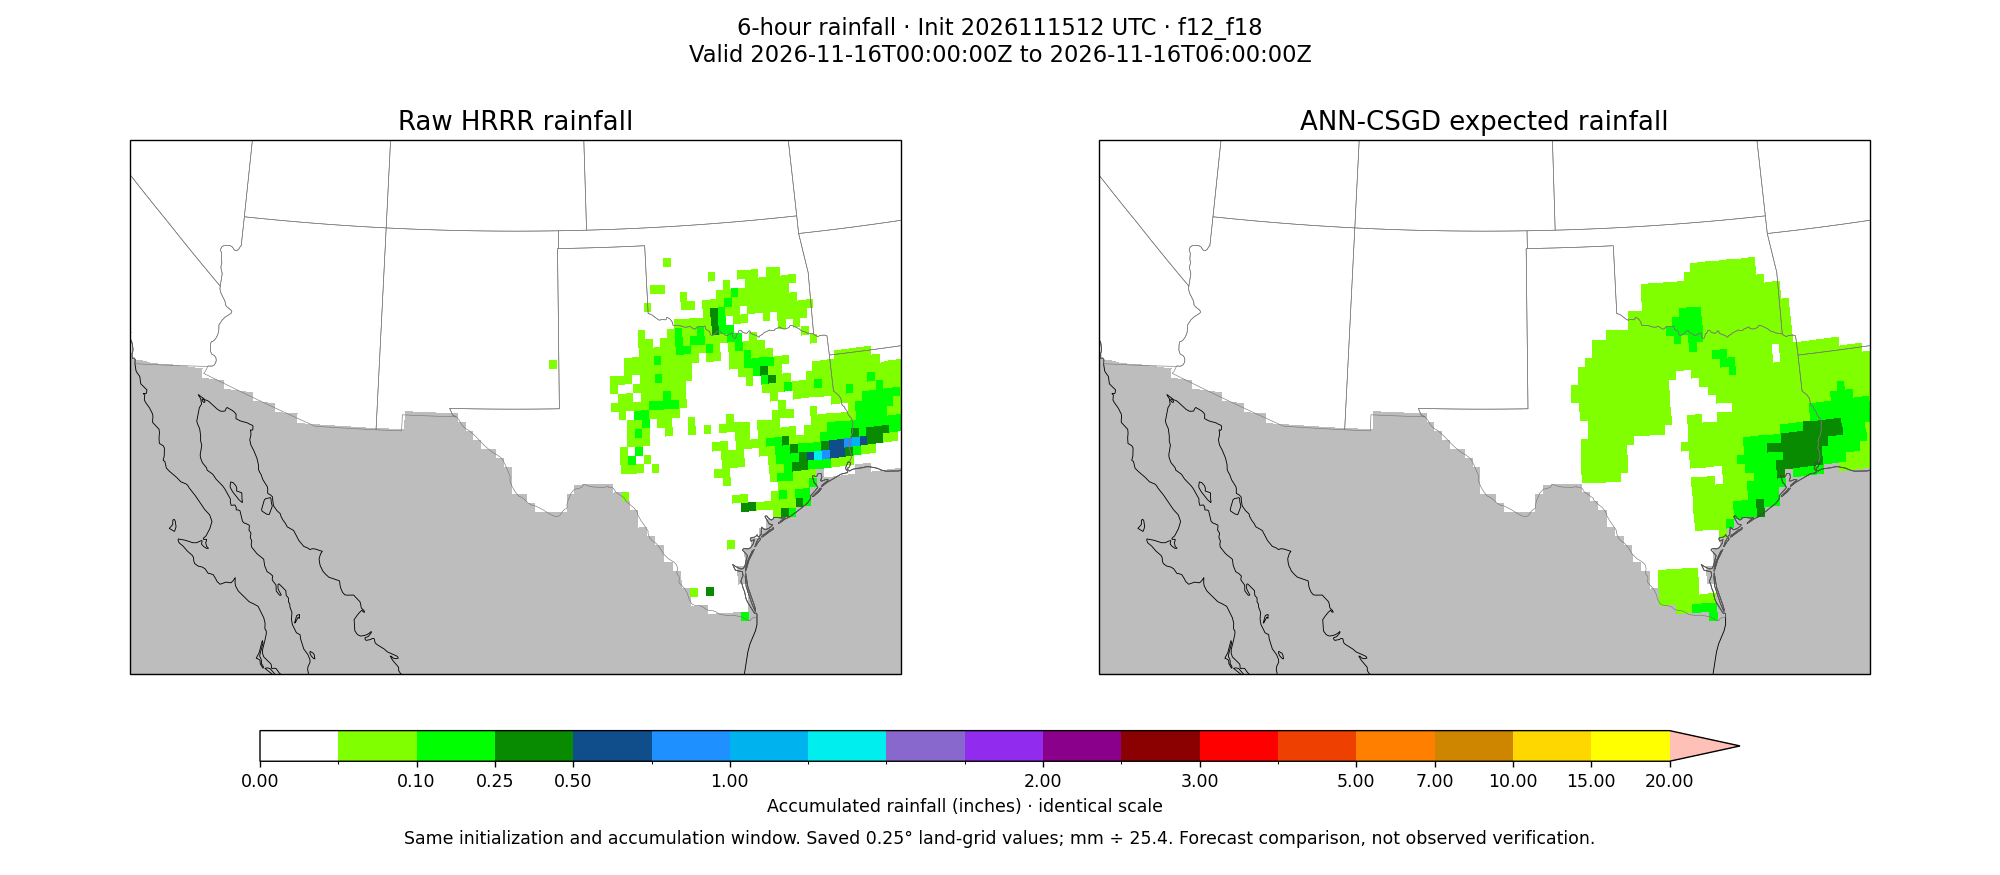 6-hour rainfall · Init 2026111512 UTC · f12_f18
Valid 2026-11-16T00:00:00Z to 2026-11-16T06:00:00Z
Raw HRRR rainfall
ANN-CSGD expected rainfall
0.00 0.10 0.25 0.50 1.00 2.00 3.00 5.00 7.00 10.00 15.00 20.00
Accumulated rainfall (inches) · identical scale
Same initialization and accumulation window. Saved 0.25° land-grid values; mm ÷ 25.4. Forecast comparison, not observed verification.